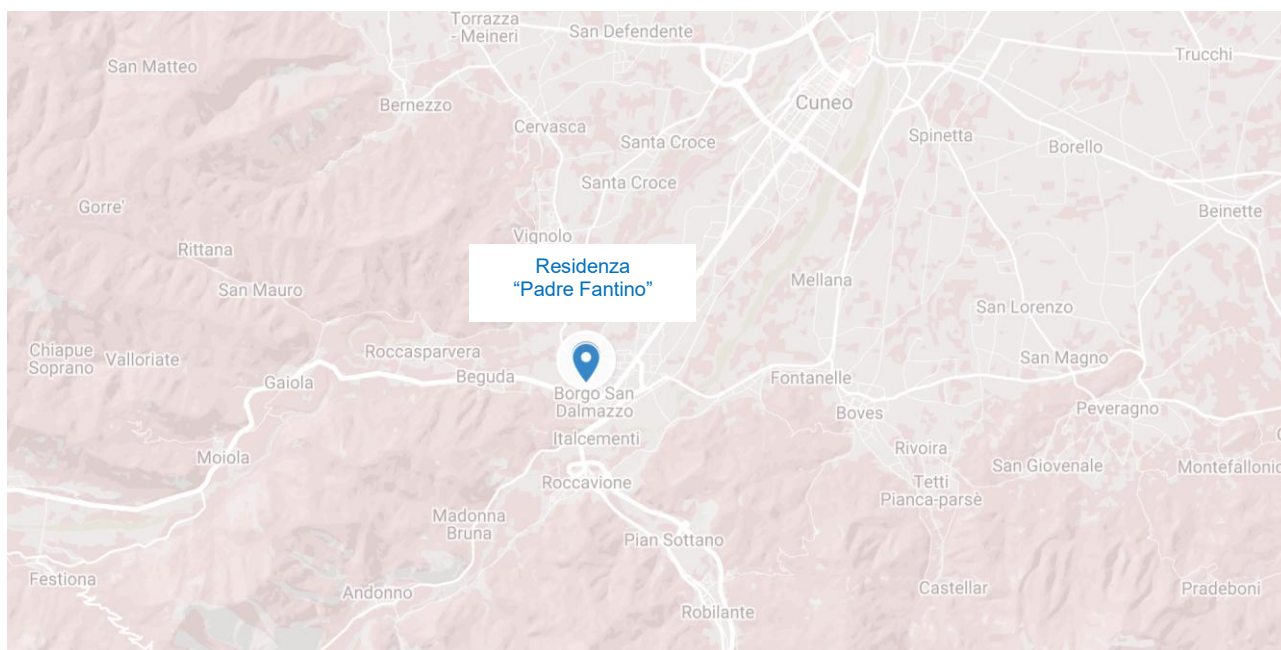 Torrazza
- Meineri
San Defendente
Trucchi
San Matteo
Bernezzo
Cuneo
Cervasca
Santa Croce
Spinetta
Borello
Santa Croce
Gorre'
Beinette
Vignolo
Rittana
Residenza
“Padre Fantino”
Mellana
San Mauro
San Lorenzo
Chiapue
Soprano
Valloriate
Roccasparvera
San Magno
Gaiola
Beguda
Fontanelle
Borgo San
Dalmazzo
Boves
Peveragno
Italcementi
Rivoira
Moiola
San Giovenale
Montefallonio
Roccavione
Tetti
Pianca-parsè
Madonna
Bruna
Pian Sottano
Festiona
Andonno
Castellar
Pradeboni
Robilante